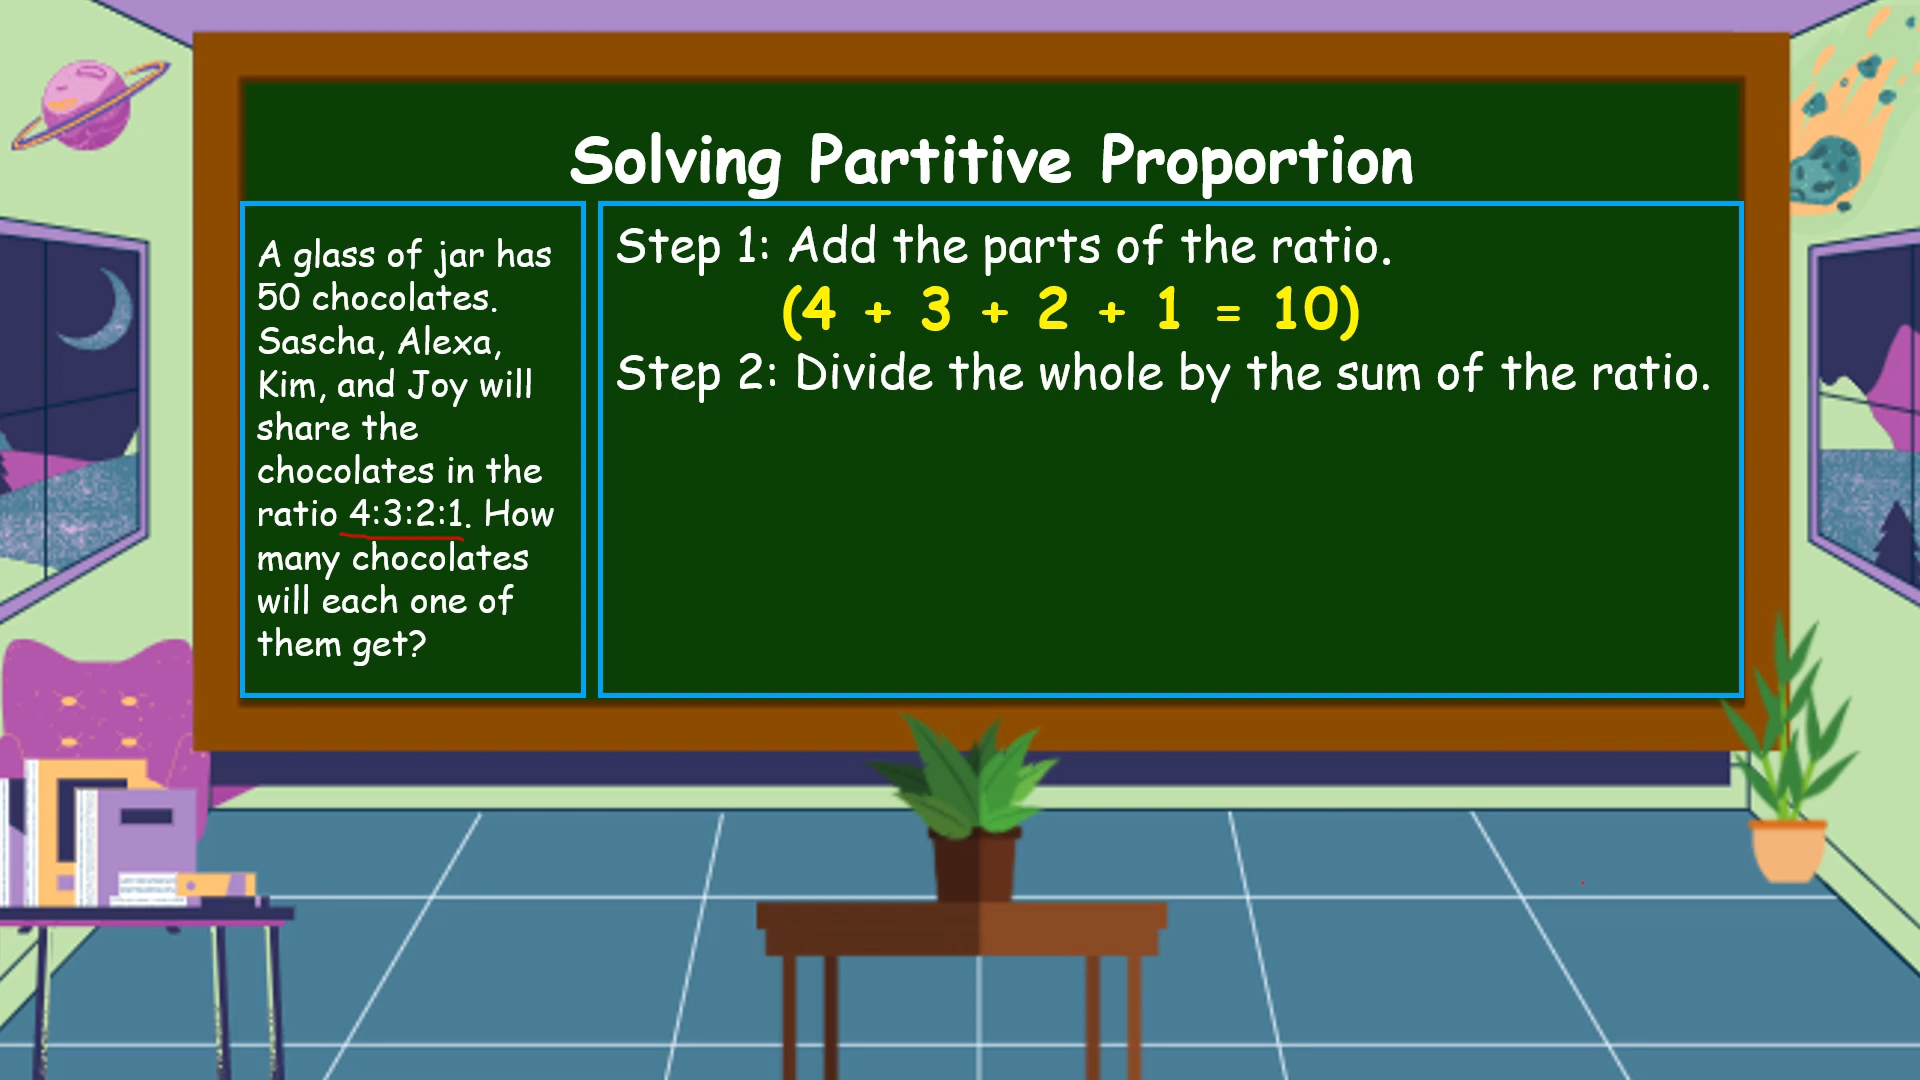 Solving Partitive Proportion
A glass of jar has
50 chocolates.
Sascha, Alexa,
Kim, and Joy will
share the
chocolates in the
ratio 4:3:2:1. How
many chocolates
will each one of
them get?
Step 1: Add the parts of the ratio.
(4 + 3 + 2 + 1 = 10)
Step 2: Divide the whole by the sum of the ratio.